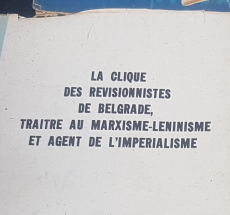 LA CLIQUE
DES REVISIONNISTES
DE BELGRADE,
TRAITRE AU MARXISME-LENINISME
ET AGENT DE L'IMPERIALISME